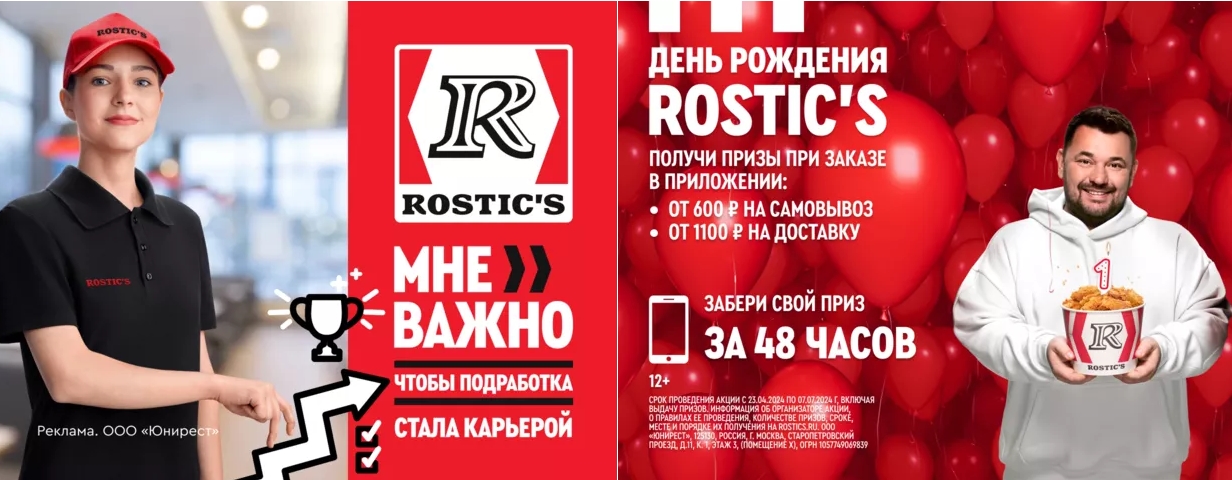 ROSTIC'S
ROSTIC'S
R
ROSTIC'S
МНЕ
ВАЖНО
ЧТОБЫ ПОДРАБОТКА
СТАЛА КАРЬЕРОЙ
Реклама. ООО «Юнирест»
ДЕНЬ РОЖДЕНИЯ
ROSTIC'S
ПОЛУЧИ ПРИЗЫ ПРИ ЗАКАЗЕ
В ПРИЛОЖЕНИИ:
• ОТ 600 ₽ НА САМОВЫВОЗ
• ОТ 1100 ₽ НА ДОСТАВКУ
ЗАБЕРИ СВОЙ ПРИЗ
ЗА 48 ЧАСОВ
12+
СРОК ПРОВЕДЕНИЯ АКЦИИ С 23.04.2024 ПО 07.07.2024 Г, ВКЛЮЧАЯ
ВЫДАЧУ ПРИЗОВ. ИНФОРМАЦИЯ ОБ ОРГАНИЗАТОРЕ АКЦИИ,
О ПРАВИЛАХ ЕЕ ПРОВЕДЕНИЯ, КОЛИЧЕСТВЕ ПРИЗОВ, СРОКЕ,
МЕСТЕ И ПОРЯДКЕ ИХ ПОЛУЧЕНИЯ НА ROSTICS.RU. ООО
«ЮНИРЕСТ», 125130, РОССИЯ, Г. МОСКВА, СТАРОПЕТРОВСКИЙ
ПРОЕЗД, Д.11, К. 1, ЭТАЖ 3, (ПОМЕЩЕНИЕ X), ОГРН 1057749069839
1
R
ROSTIC'S